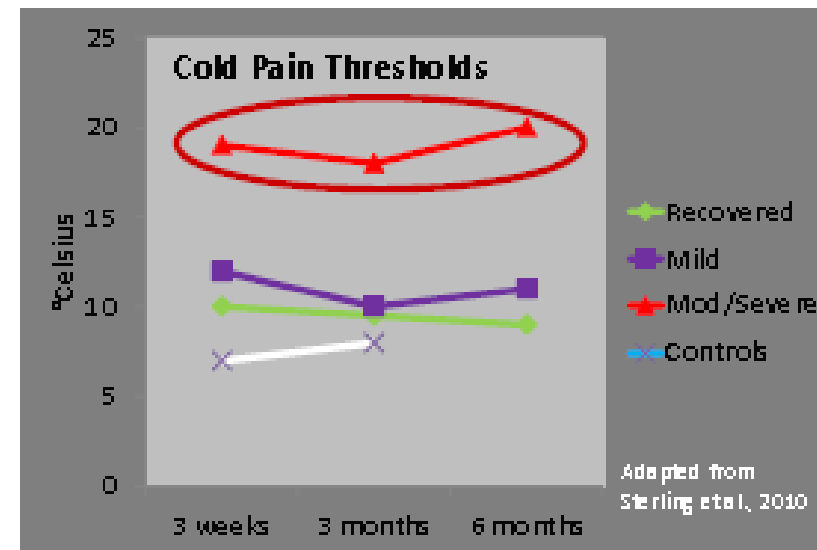 Cold Pain Thresholds
25
20
15
10
5
0
ºCelsius
3 weeks 3 months 6 months
Recovered
Mild
Mod/Severe
Controls
Adapted from
Sterling et al., 2010